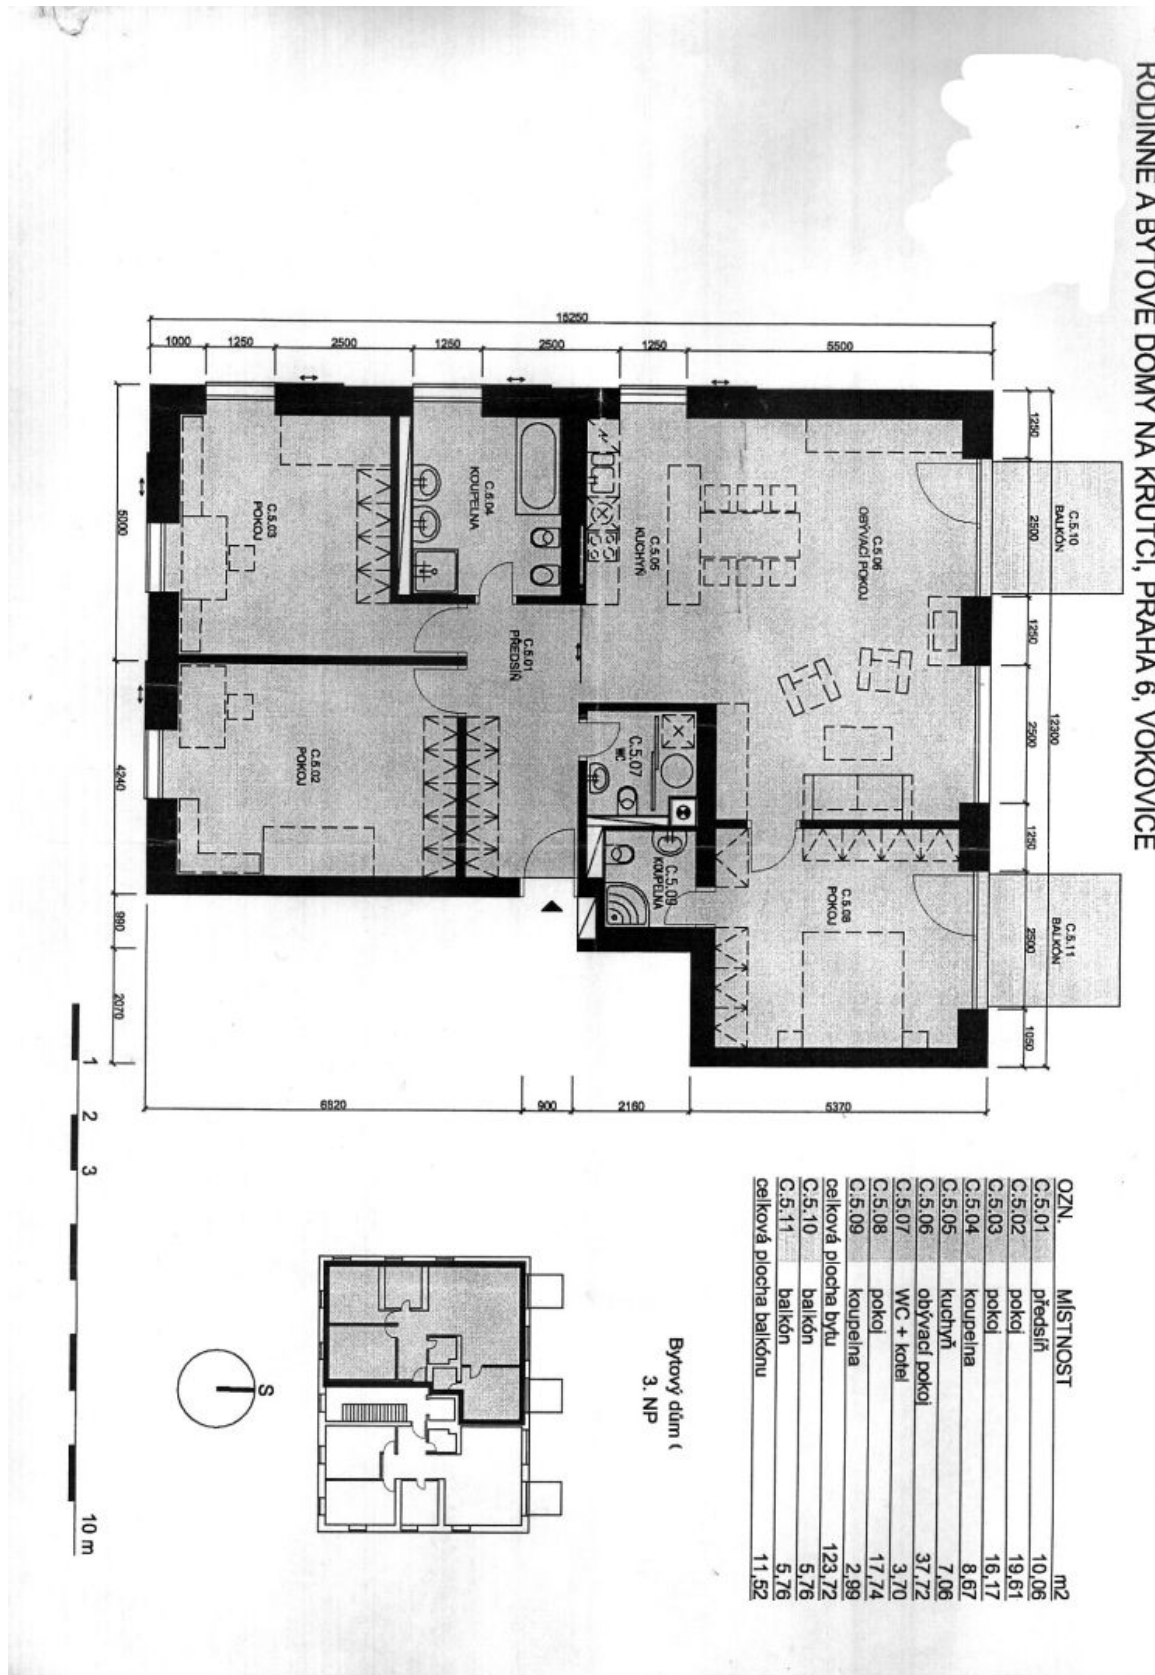 RODINNÉ A BYTOVÉ DOMY NA KRUTCI, PRAHA 6, VOKOVICE
12300
1250
2500
1250
2500
1250
2500
1050
C.5.10
BALKÓN
C.5.11
BALKÓN
15250
5500
1250
2500
1250
2500
1250
1000
C.5.06
OBÝVACÍ POKOJ
C.5.05
KUCHYŇ
C.5.08
POKOJ
C.5.07
WC
C.5.09
KOUPELNA
C.5.04
KOUPELNA
C.5.01
PŘEDSÍŇ
C.5.03
POKOJ
C.5.02
POKOJ
5000
4240
990
2070
5370
2160
900
6820
OZN. MÍSTNOST m2
C.5.01 předsíň 10,06
C.5.02 pokoj 19,61
C.5.03 pokoj 16,17
C.5.04 koupelna 8,67
C.5.05 kuchyň 7,06
C.5.06 obývací pokoj 37,72
C.5.07 WC + kotel 3,70
C.5.08 pokoj 17,74
C.5.09 koupelna 2,99
celková plocha bytu 123,72
C.5.10 balkón 5,76
C.5.11 balkón 5,76
celková plocha balkónu 11,52
Bytový dům
3. NP
S
1 2 3 10 m